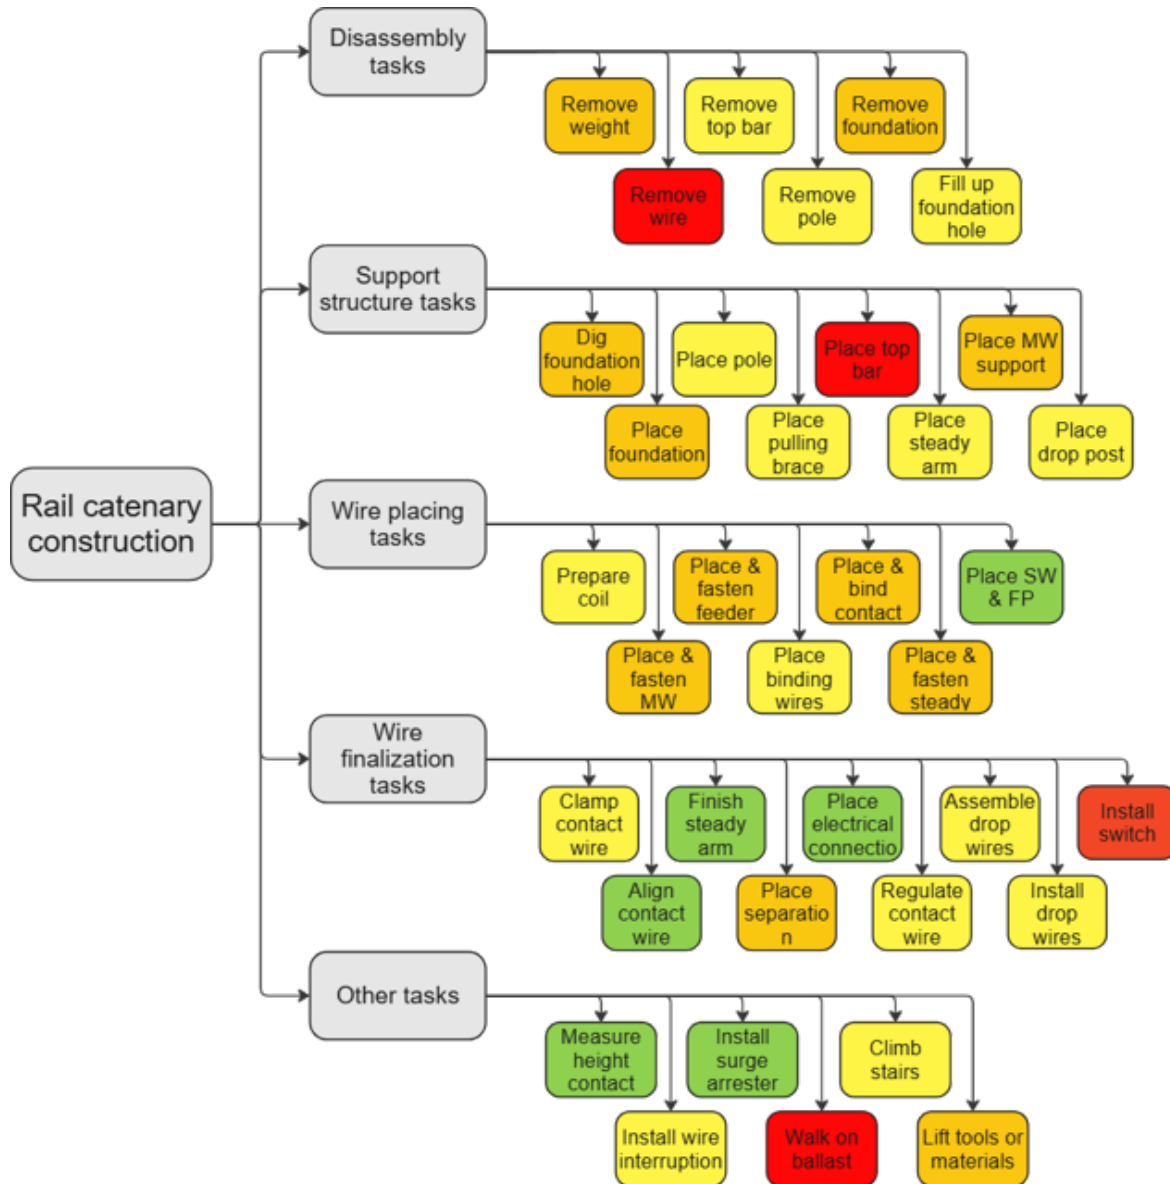 Rail catenary
construction
Disassembly
tasks
Remove
weight
Remove
wire
Remove
top bar
Remove
pole
Remove
foundation
Fill up
foundation
hole
Support
structure tasks
Dig
foundation
hole
Place
foundation
Place pole
Place
pulling
brace
Place top
bar
Place
steady
arm
Place MW
support
Place
drop post
Wire placing
tasks
Prepare
coil
Place &
fasten
MW
Place &
fasten
feeder
Place
binding
wires
Place &
bind
contact
Place &
fasten
steady
Place SW
& FP
Wire
finalization
tasks
Clamp
contact
wire
Align
contact
wire
Finish
steady
arm
Place
separatio
n
Place
electrical
connectio
Regulate
contact
wire
Assemble
drop
wires
Install
drop
wires
Install
switch
Other tasks
Measure
height
contact
Install wire
interruption
Install
surge
arrester
Walk on
ballast
Climb
stairs
Lift tools or
materials